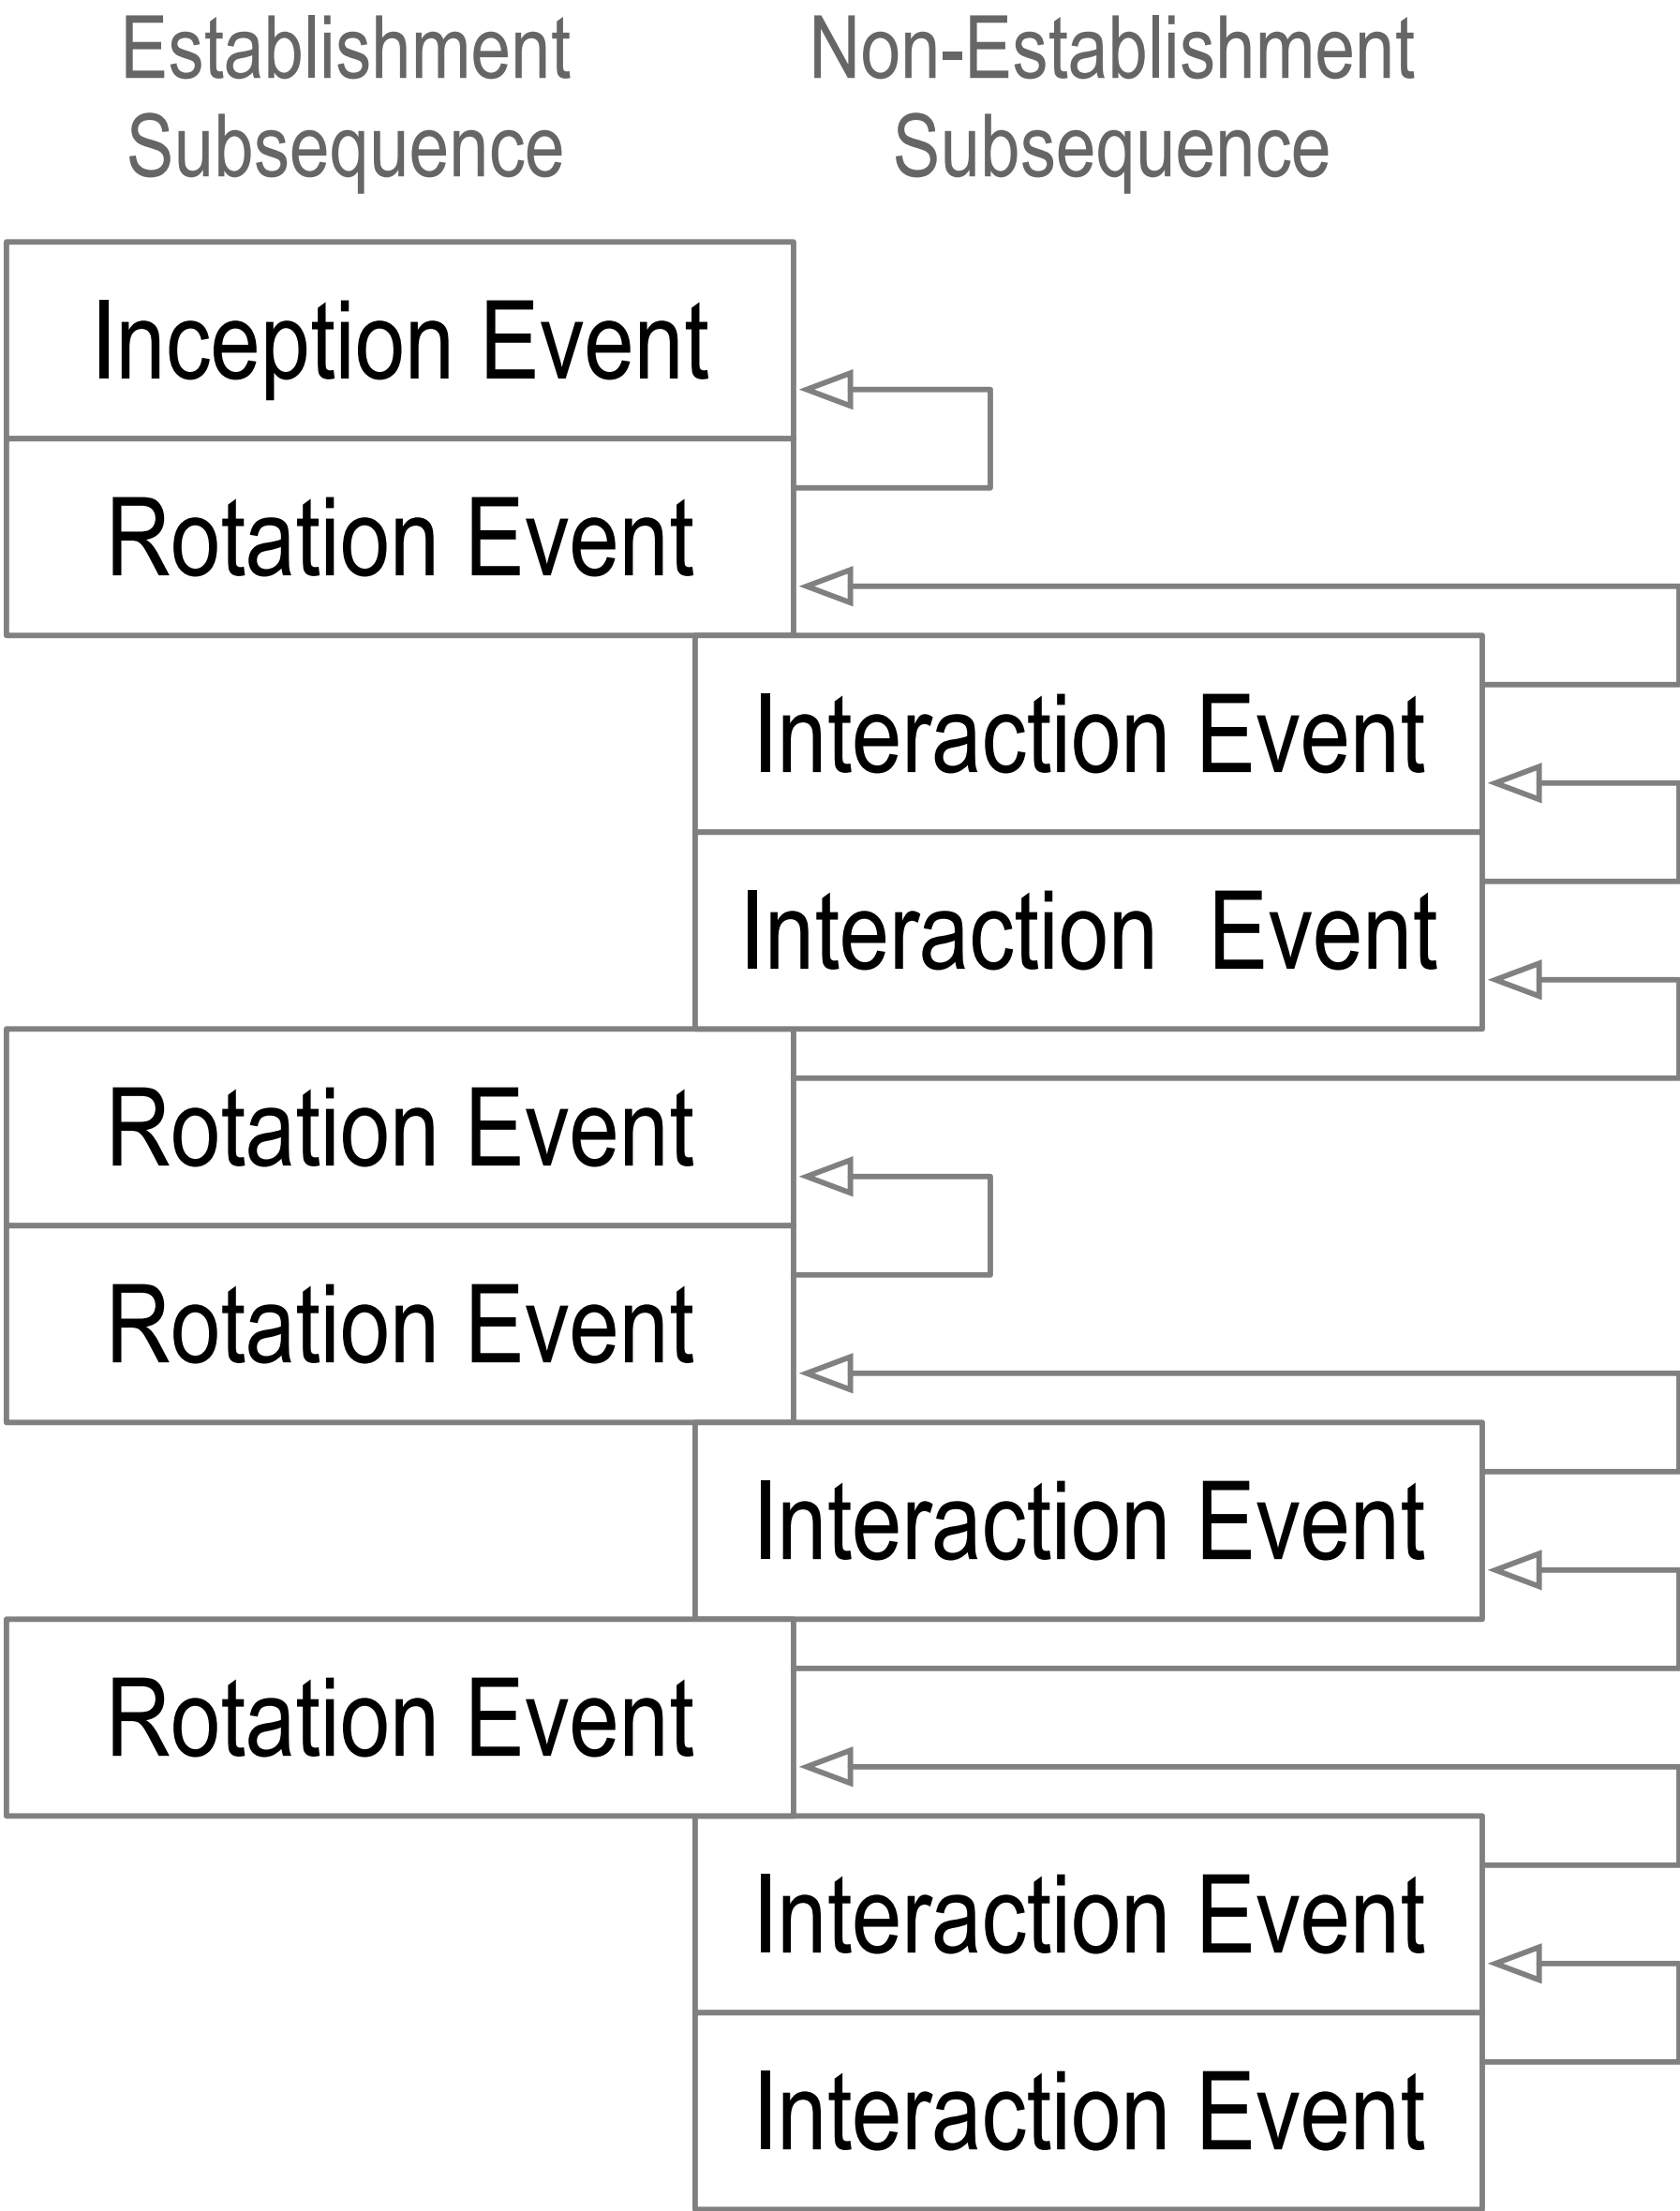 Establishment
Subsequence
Non-Establishment
Subsequence
Inception Event
Rotation Event
Interaction Event
Interaction Event
Rotation Event
Rotation Event
Interaction Event
Rotation Event
Interaction Event
Interaction Event